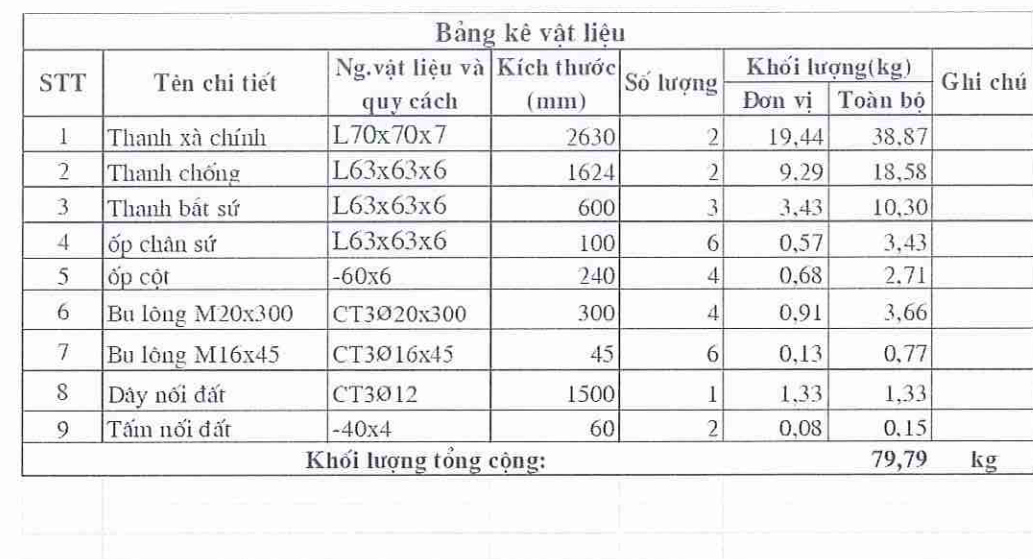 Bảng kê vật liệu
STT Tên chi tiết Ng.vật liệu và quy cách Kích thước (mm) Số lượng Khối lượng(kg) Ghi chú
Đơn vị Toàn bộ
1 Thanh xà chính L70x70x7 2630 2 19,44 38,87
2 Thanh chống L63x63x6 1624 2 9,29 18,58
3 Thanh bắt sứ L63x63x6 600 3 3,43 10,30
4 ốp chân sứ L63x63x6 100 6 0,57 3,43
5 ốp cột -60x6 240 4 0,68 2,71
6 Bu lông M20x300 CT3Ø20x300 300 4 0,91 3,66
7 Bu lông M16x45 CT3Ø16x45 45 6 0,13 0,77
8 Dây nối đất CT3Ø12 1500 1 1,33 1,33
9 Tấm nối đất -40x4 60 2 0,08 0,15
Khối lượng tổng cộng: 79,79 kg